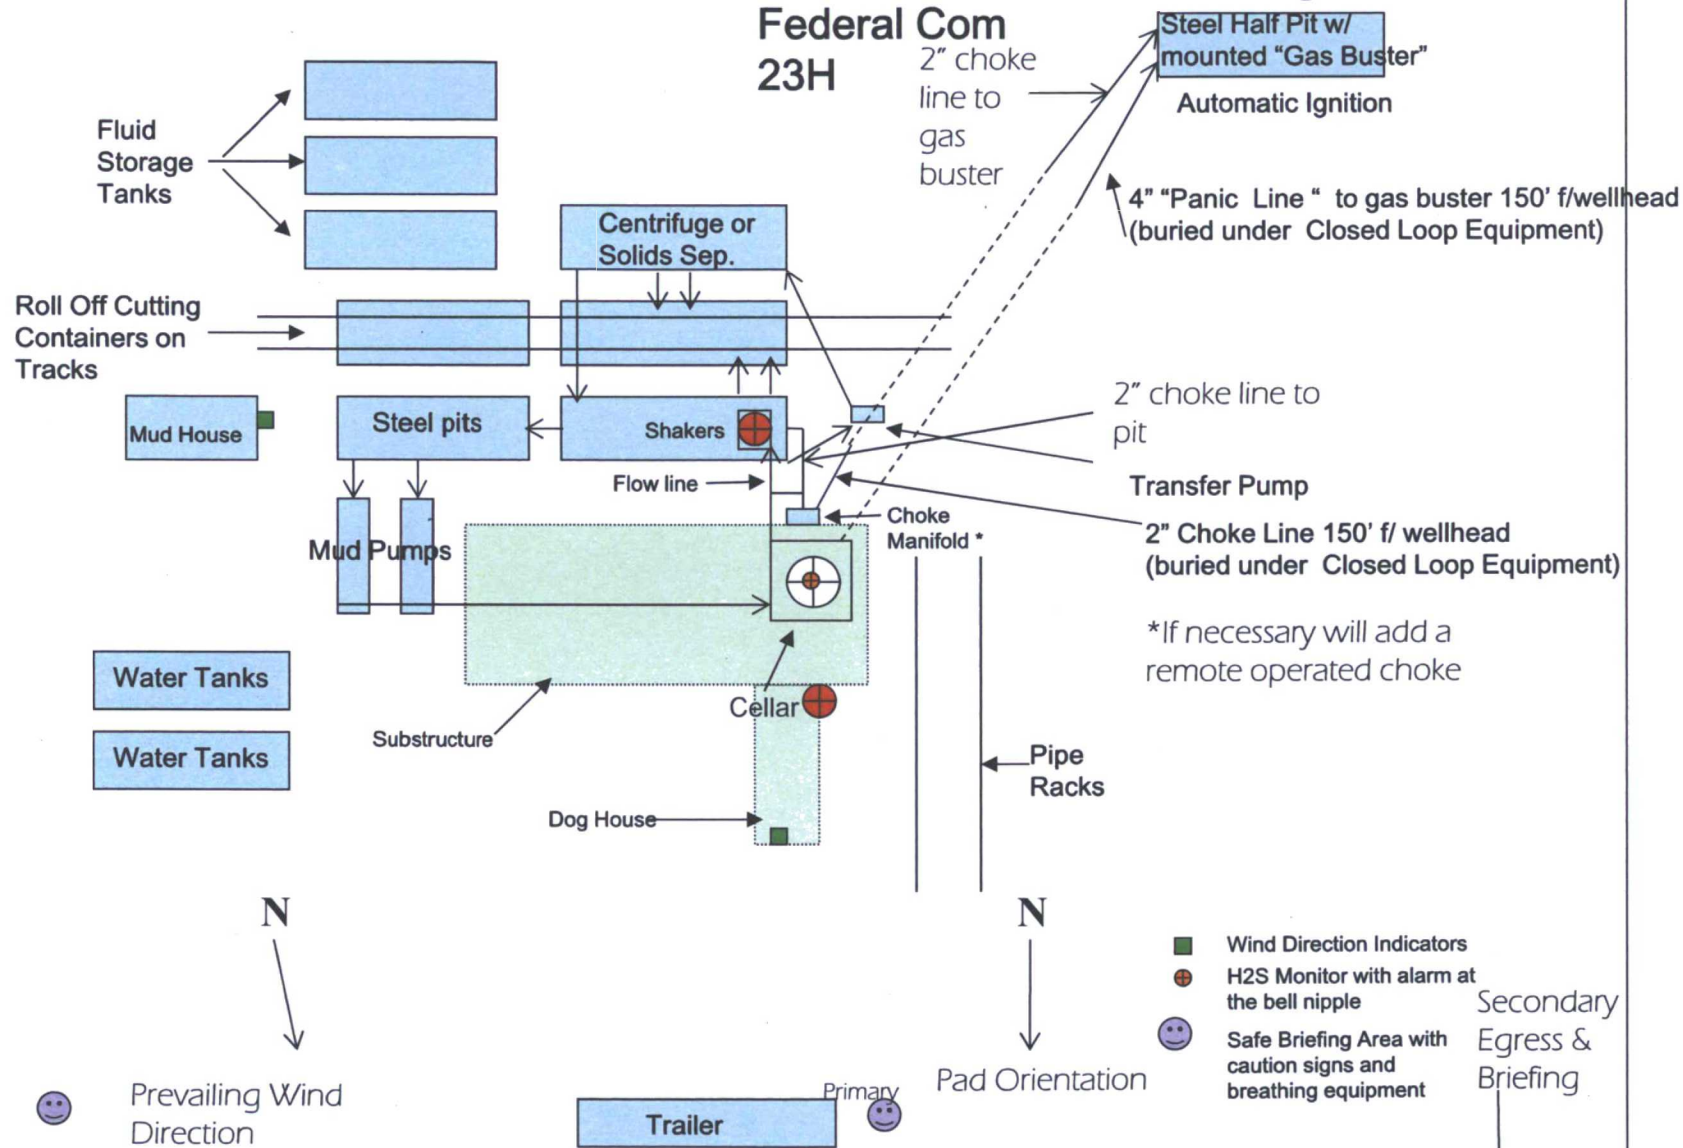 Federal Com
23H
Steel Half Pit w/
mounted "Gas Buster"
Automatic Ignition
2" choke
line to
gas
buster
4" "Panic Line " to gas buster 150' f/wellhead
(buried under Closed Loop Equipment)
Fluid
Storage
Tanks
Centrifuge or
Solids Sep.
Roll Off Cutting
Containers on
Tracks
Mud House
Steel pits
Shakers
2" choke line to
pit
Flow line
Transfer Pump
Choke
Manifold *
2" Choke Line 150' f/ wellhead
(buried under Closed Loop Equipment)
Mud Pumps
*If necessary will add a
remote operated choke
Water Tanks
Water Tanks
Cellar
Substructure
Pipe
Racks
Dog House
N
N
Wind Direction Indicators
H2S Monitor with alarm at
the bell nipple
Safe Briefing Area with
caution signs and
breathing equipment
Secondary
Egress &
Briefing
Prevailing Wind
Direction
Primary
Trailer
Pad Orientation